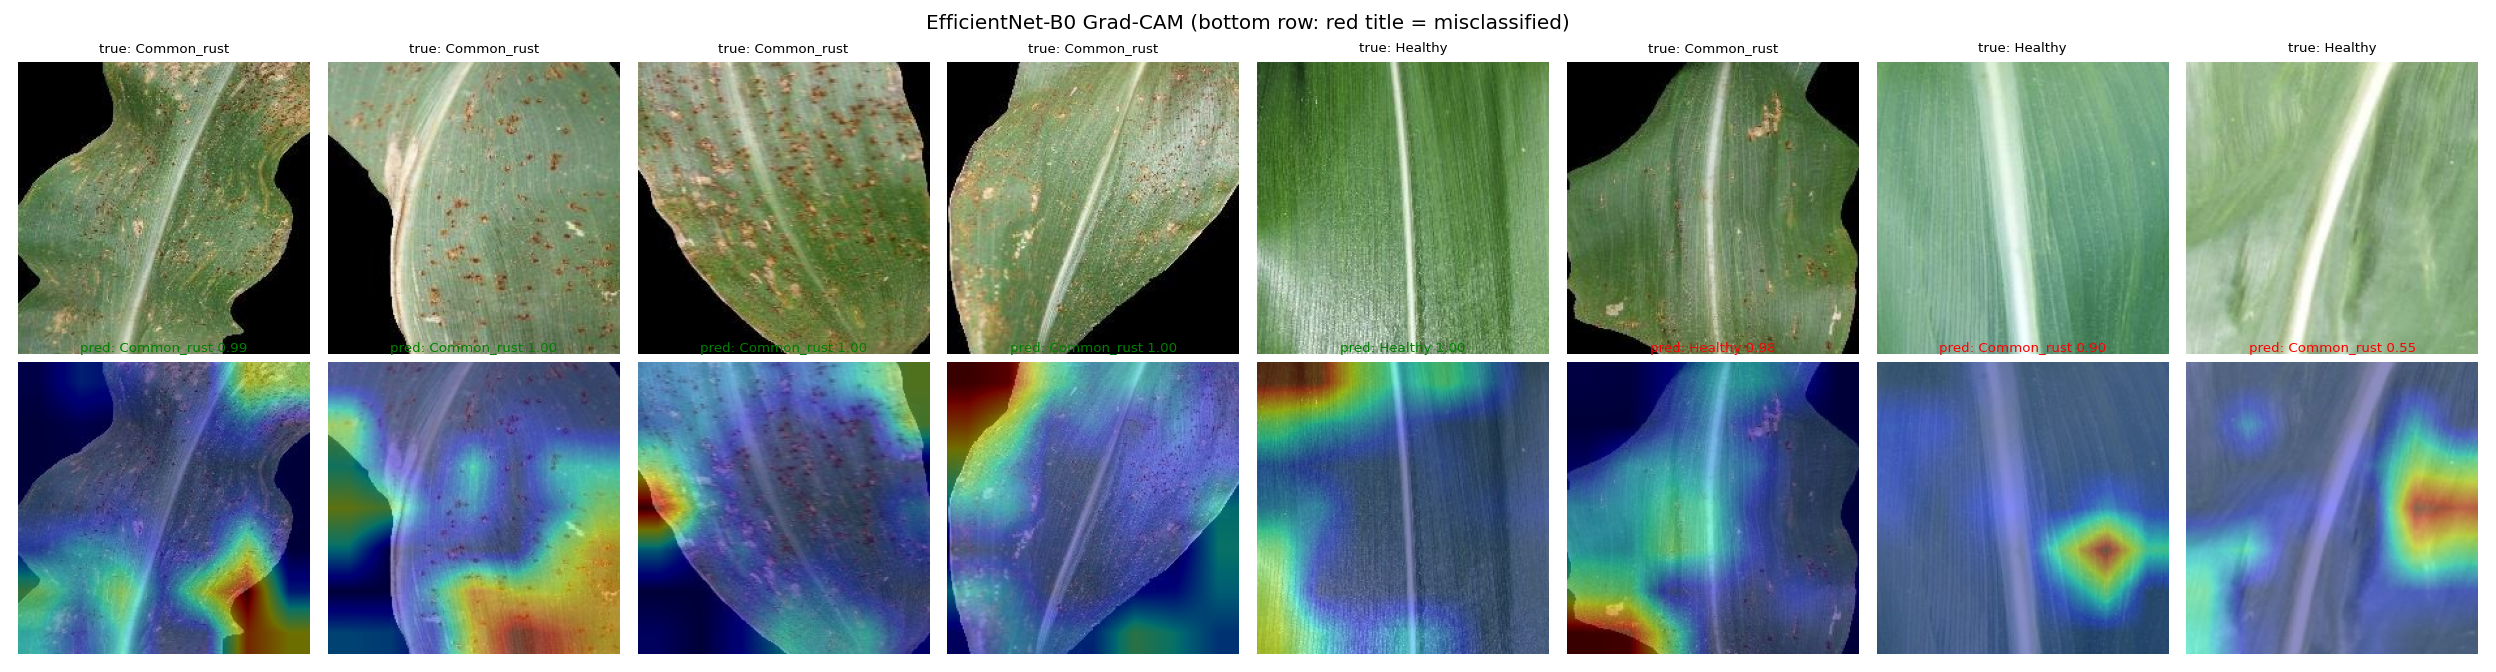 EfficientNet-B0 Grad-CAM (bottom row: red title = misclassified)
true: Common_rust
true: Common_rust
true: Common_rust
true: Common_rust
true: Healthy
true: Common_rust
true: Healthy
true: Healthy
pred: Common_rust 0.99
pred: Common_rust 1.00
pred: Common_rust 1.00
pred: Common_rust 1.00
pred: Healthy 1.00
pred: Healthy 0.98
pred: Common_rust 0.90
pred: Common_rust 0.55